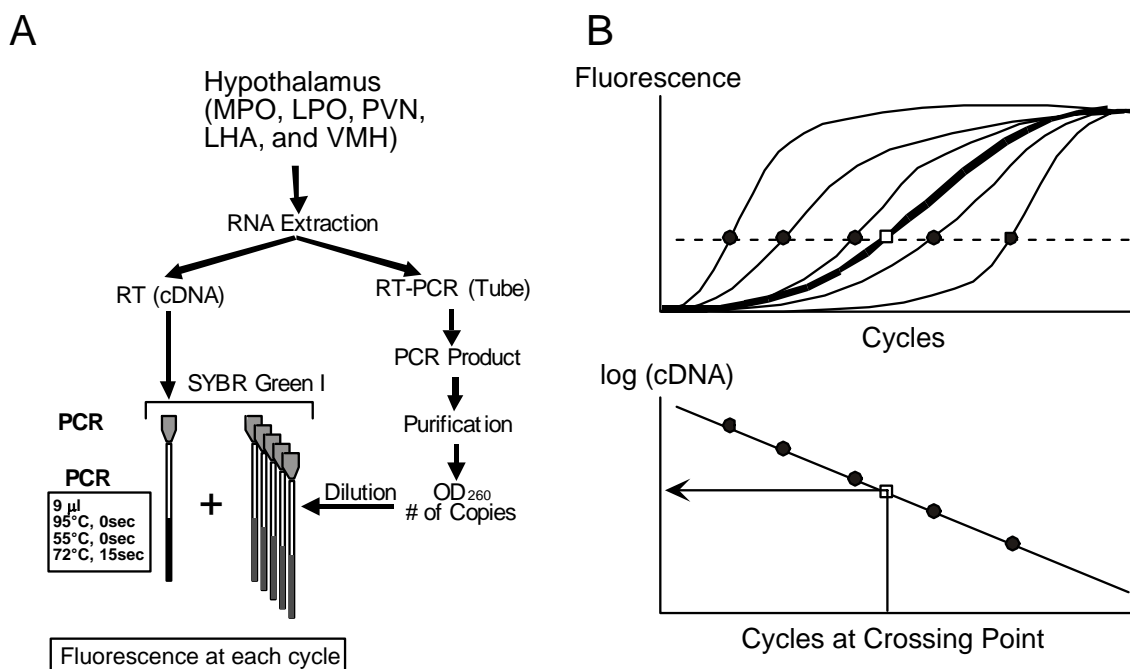 A
Hypothalamus
(MPO, LPO, PVN,
LHA, and VMH)
RNA Extraction
RT (cDNA)
RT-PCR (Tube)
PCR Product
SYBR Green I
PCR
Purification
PCR
9 µl
95°C, 0sec
55°C, 0sec
72°C, 15sec
+
Dilution
OD260
# of Copies
Fluorescence at each cycle
B
Fluorescence
Cycles
log (cDNA)
Cycles at Crossing Point